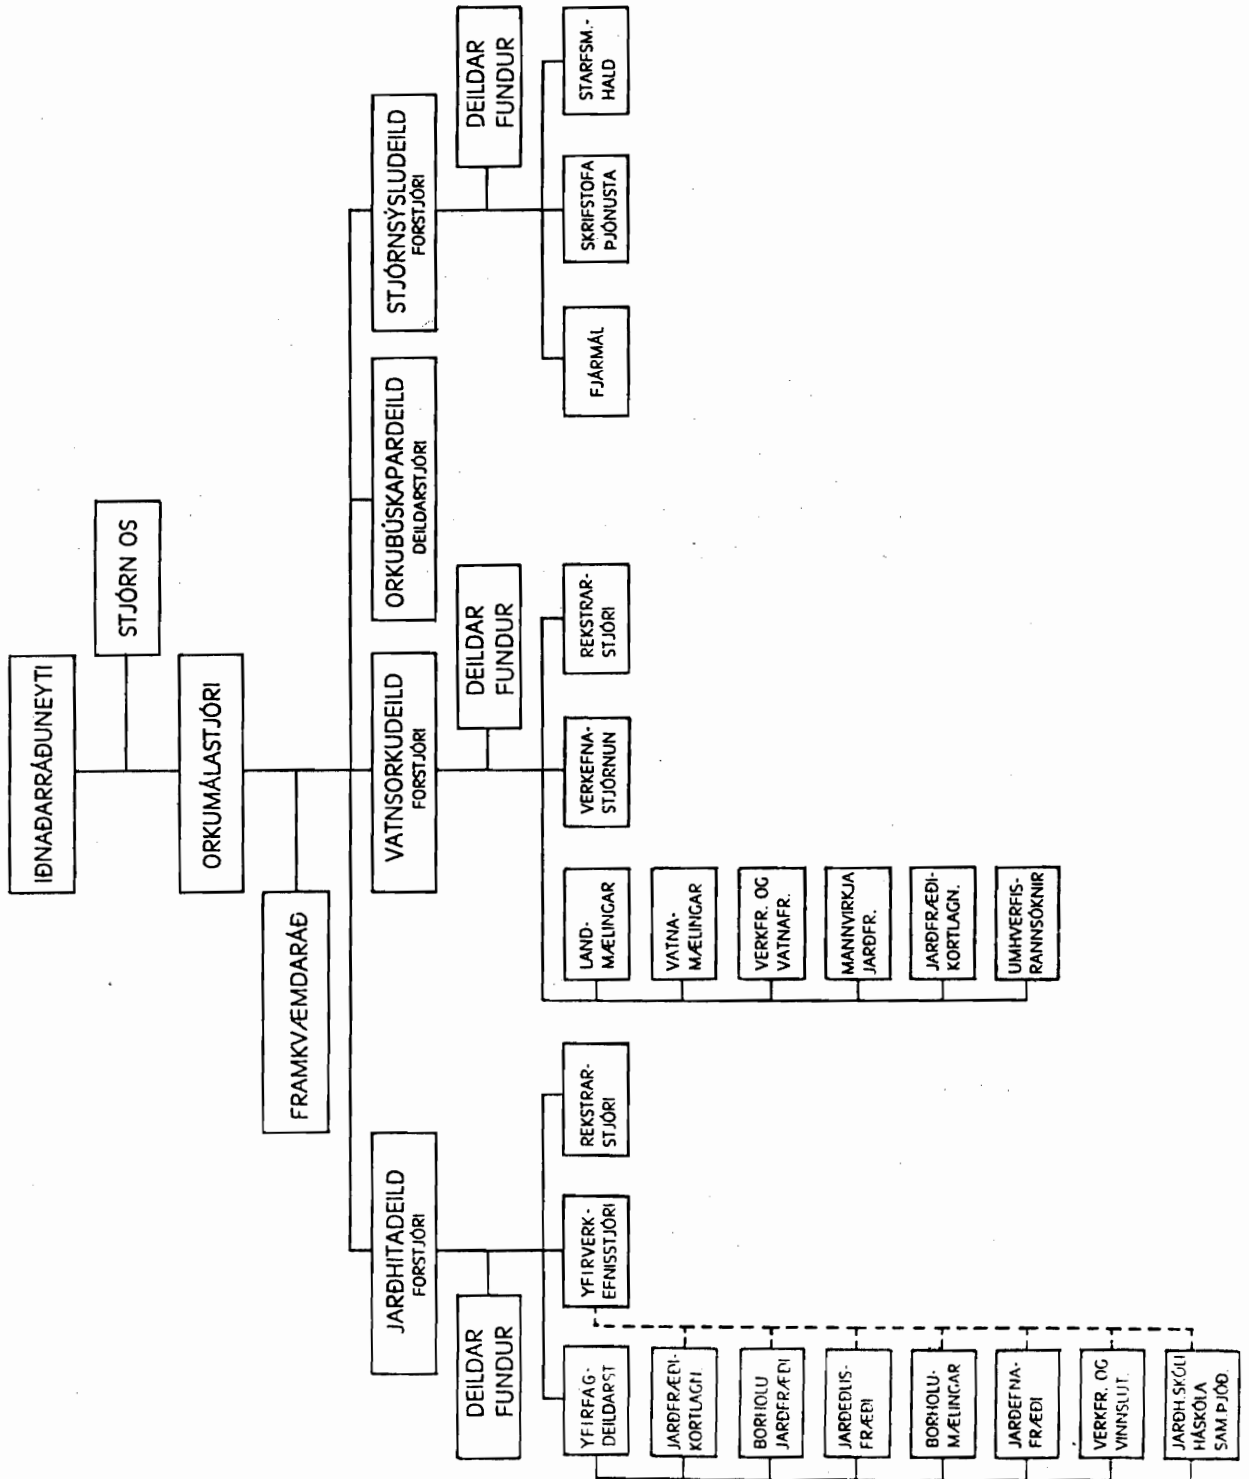 IÐNAÐARRÁÐUNEYTI
STJÓRN OS
ORKUMÁLASTJÓRI
FRAMKVÆMDARÁÐ
JARÐHITADEILD
FORSTJÓRI
VATNSORKUDEILD
FORSTJÓRI
ORKUBÚSKAPARDEILD
DEILDARSTJÓRI
STJÓRNSÝSLUDEILD
FORSTJÓRI
DEILDAR
FUNDUR
DEILDAR
FUNDUR
DEILDAR
FUNDUR
YFIRFAG-
DEILDARST
YFIRVERK-
EFNISSTJÓRI
REKSTRAR-
STJÓRI
JARÐFRÆÐI-
KORTLAGN.
BORHOLU
JARÐFRÆÐI
JARÐEÐLIS-
FRÆÐI
BORHOLU-
MÆLINGAR
JARÐEFNA-
FRÆÐI
VERKFR. OG
VINNSLUT.
JARÐH.SKÓLI
HÁSKÓLA
SAM.ÞJÓÐ.
LAND-
MÆLINGAR
VERKEFNA-
STJÓRNUN
REKSTRAR-
STJÓRI
VATNA-
MÆLINGAR
VERKFR. OG
VATNAFR.
MANNVIRKJA
JARÐFR.
JARÐFRÆÐI-
KORTLAGN.
UMHVERFIS-
RANNSÓKNIR
FJÁRMÁL
SKRIFSTOFA
ÞJÓNUSTA
STARFSM.-
HALD